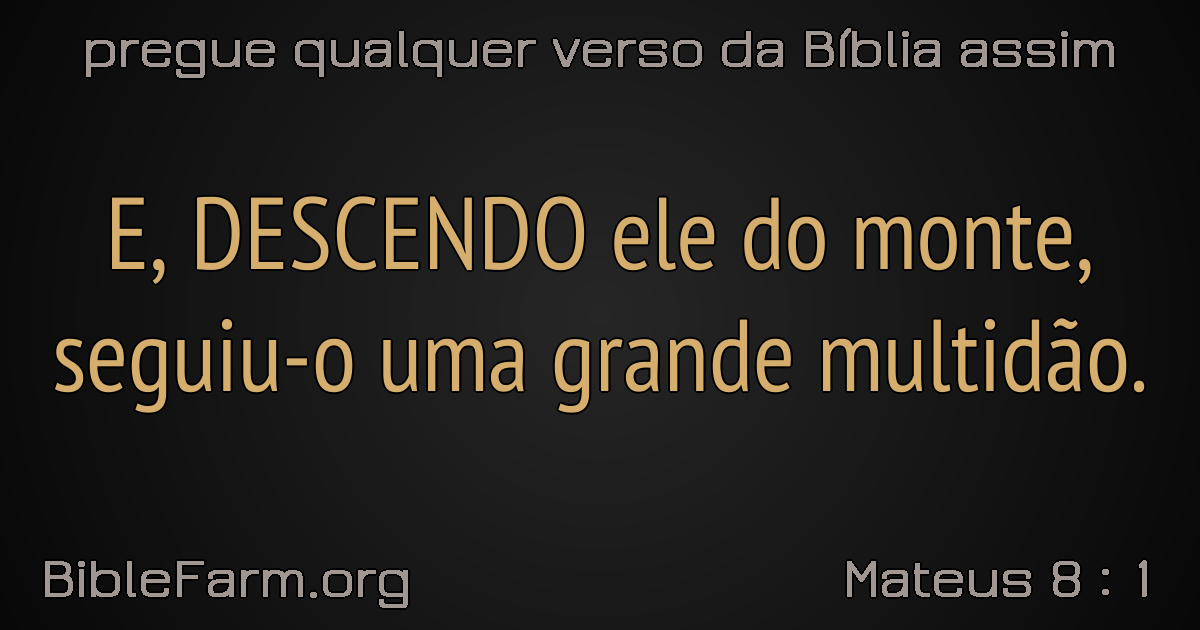 pregue qualquer verso da Bíblia assim
E, DESCENDO ele do monte,
seguiu-o uma grande multidão.
BibleFarm.org
Mateus 8 : 1